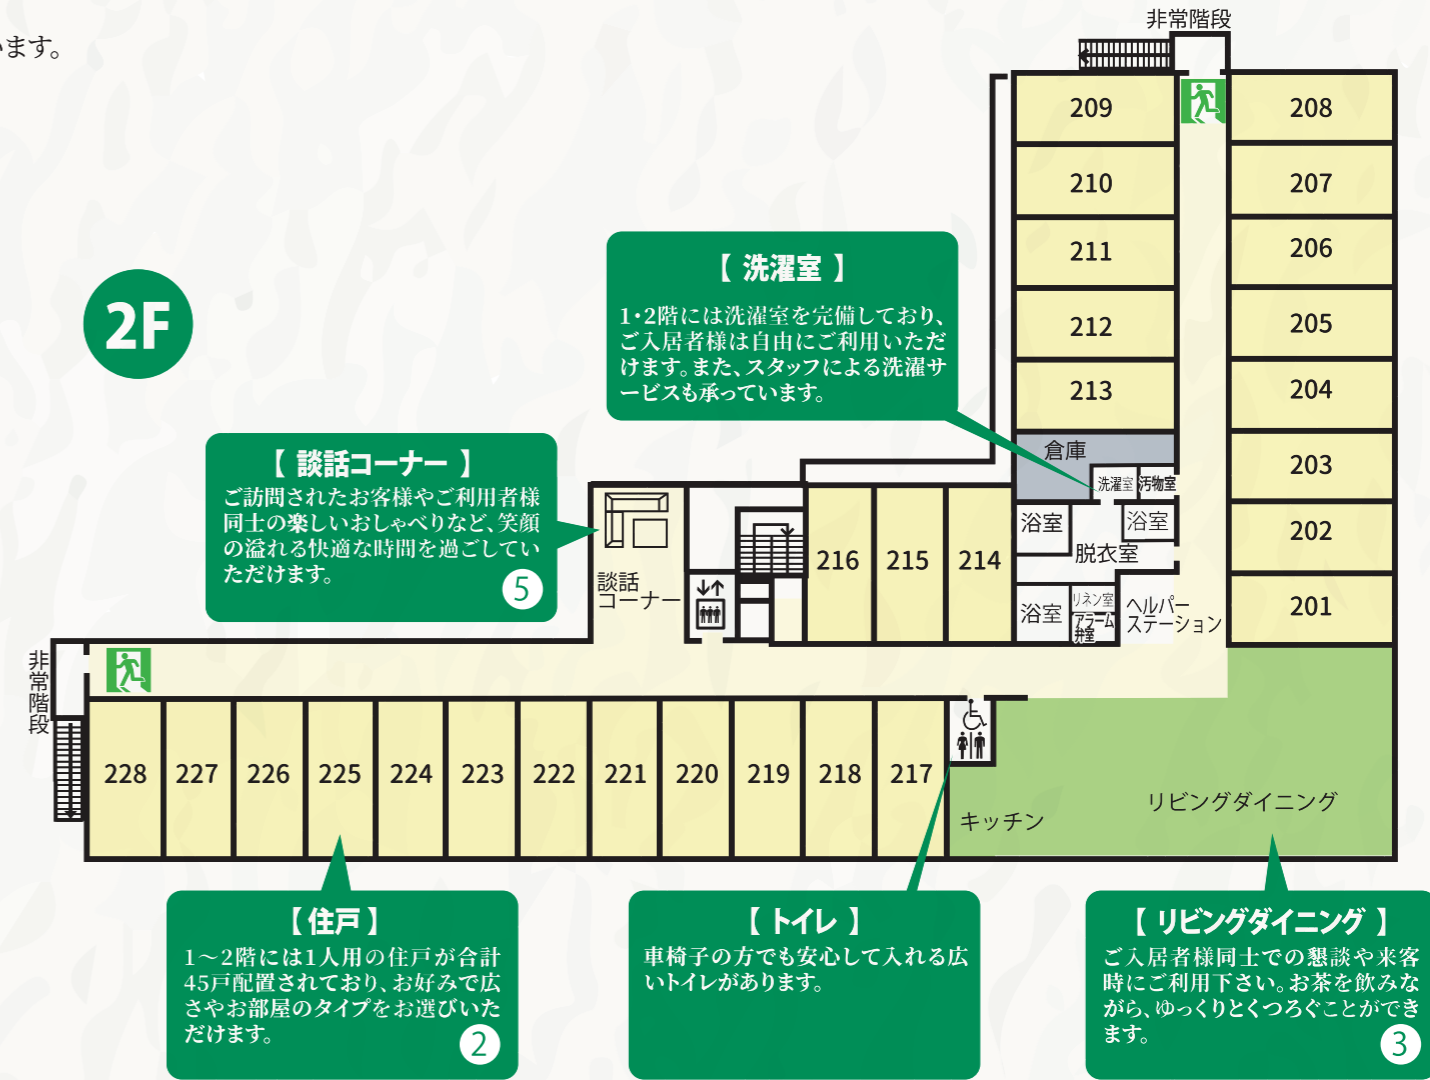 います。
2F
非常階段
209
208
210
207
211
206
212
205
213
204
倉庫
203
洗濯室
汚物室
浴室
浴室
脱衣室
202
浴室
リネン室
アラーム
弁室
ヘルパー
ステーション
201
【 洗濯室 】
1・2階には洗濯室を完備しており、
ご入居者様は自由にご利用いただ
けます。また、スタッフによる洗濯サ
ービスも承っています。
【 談話コーナー 】
ご訪問されたお客様やご利用者様
同士の楽しいおしゃべりなど、笑顔
の溢れる快適な時間を過ごしてい
ただけます。
5
談話
コーナー
216
215
214
非常階段
228
227
226
225
224
223
222
221
220
219
218
217
キッチン
リビングダイニング
【 住戸 】
1～2階には1人用の住戸が合計
45戸配置されており、お好みで広
さやお部屋のタイプをお選びいた
だけます。
2
【 トイレ 】
車椅子の方でも安心して入れる広
いトイレがあります。
【 リビングダイニング 】
ご入居者様同士での懇談や来客
時にご利用下さい。お茶を飲みな
がら、ゆっくりとくつろぐことができ
ます。
3